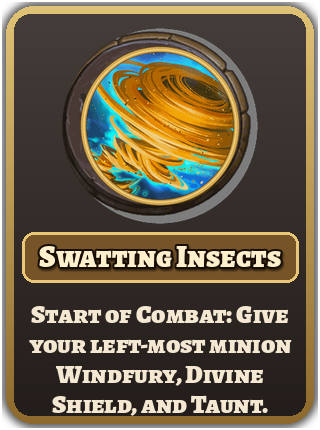 Swatting Insects
Start of Combat: Give
your left-most minion
Windfury, Divine
Shield, and Taunt.